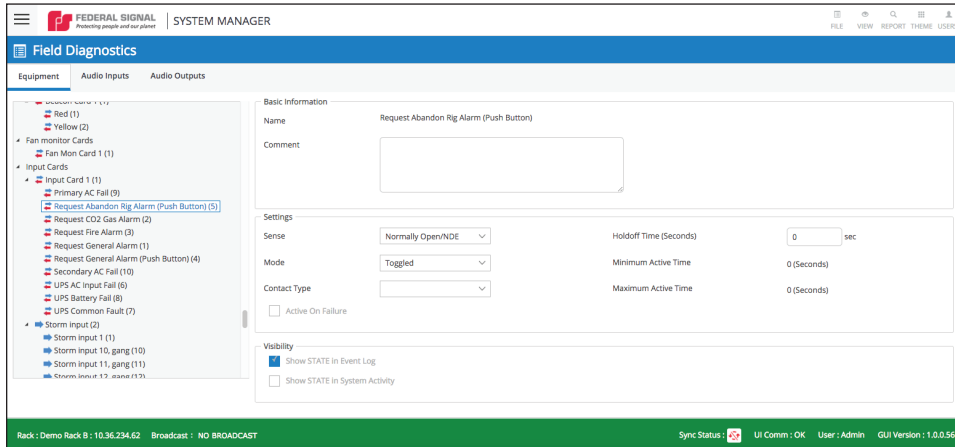 FEDERAL SIGNAL
Protecting people and our planet
SYSTEM MANAGER
FILE VIEW REPORT THEME USER
Field Diagnostics
Equipment Audio Inputs Audio Outputs
Beacon Card 1 (1)
Red (1)
Yellow (2)
Fan monitor Cards
Fan Mon Card 1 (1)
Input Cards
Input Card 1 (1)
Primary AC Fail (9)
Request Abandon Rig Alarm (Push Button) (5)
Request CO2 Gas Alarm (2)
Request Fire Alarm (3)
Request General Alarm (1)
Request General Alarm (Push Button) (4)
Secondary AC Fail (10)
UPS AC Input Fail (6)
UPS Battery Fail (8)
UPS Common Fault (7)
Storm input (2)
Storm input 1 (1)
Storm input 10, gang (10)
Storm input 11, gang (11)
Storm input 12, gang (12)
Basic Information
Name Request Abandon Rig Alarm (Push Button)
Comment
Settings
Sense Normally Open/NDE Holdoff Time (Seconds) 0 sec
Mode Toggled Minimum Active Time 0 (Seconds)
Contact Type Maximum Active Time 0 (Seconds)
Active On Failure
Visibility
Show STATE in Event Log
Show STATE in System Activity
Rack : Demo Rack B : 10.36.234.62 Broadcast : NO BROADCAST Sync Status : UI Comm : OK User : Admin GUI Version : 1.0.0.56